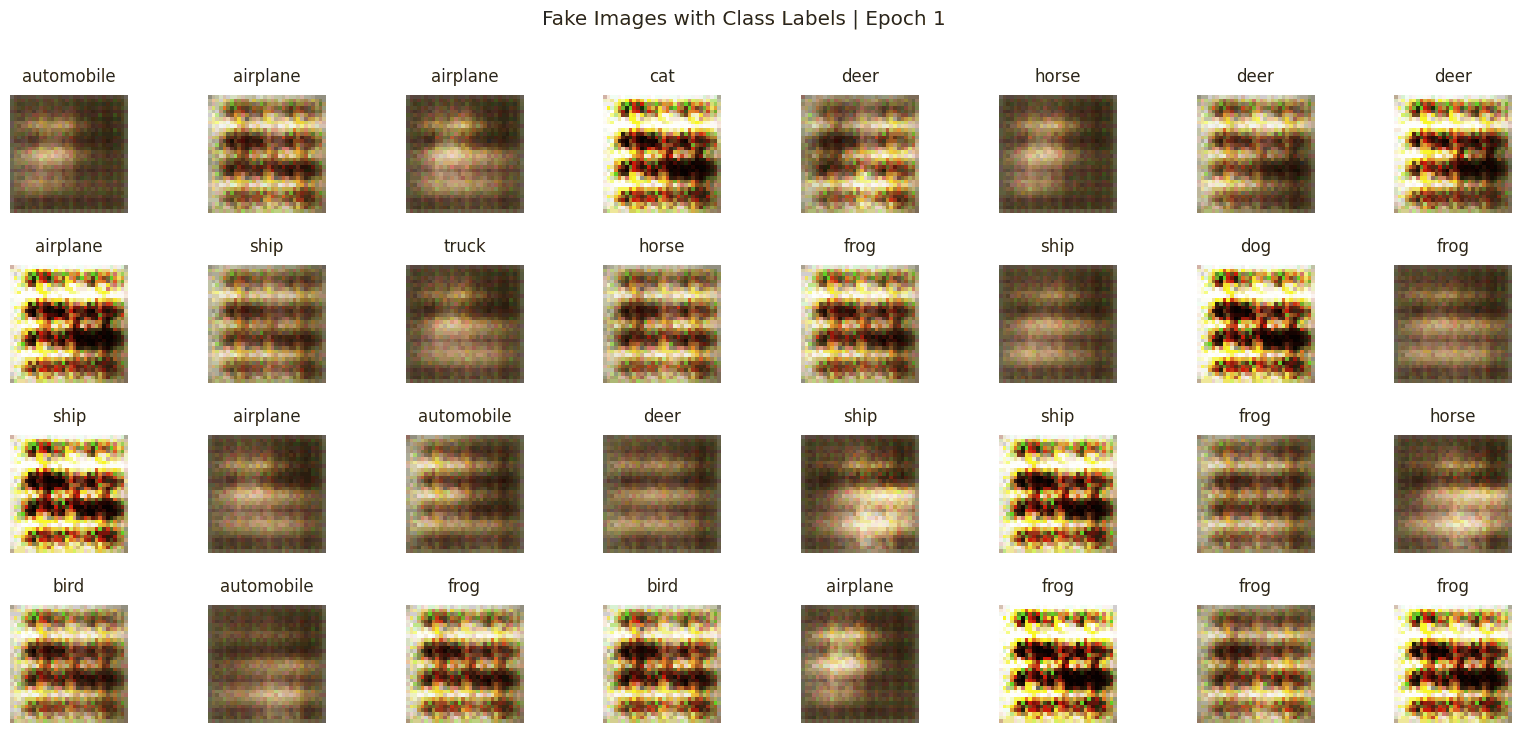 Fake Images with Class Labels | Epoch 1
automobile airplane airplane cat deer horse deer deer
airplane ship truck horse frog ship dog frog
ship airplane automobile deer ship ship frog horse
bird automobile frog bird airplane frog frog frog